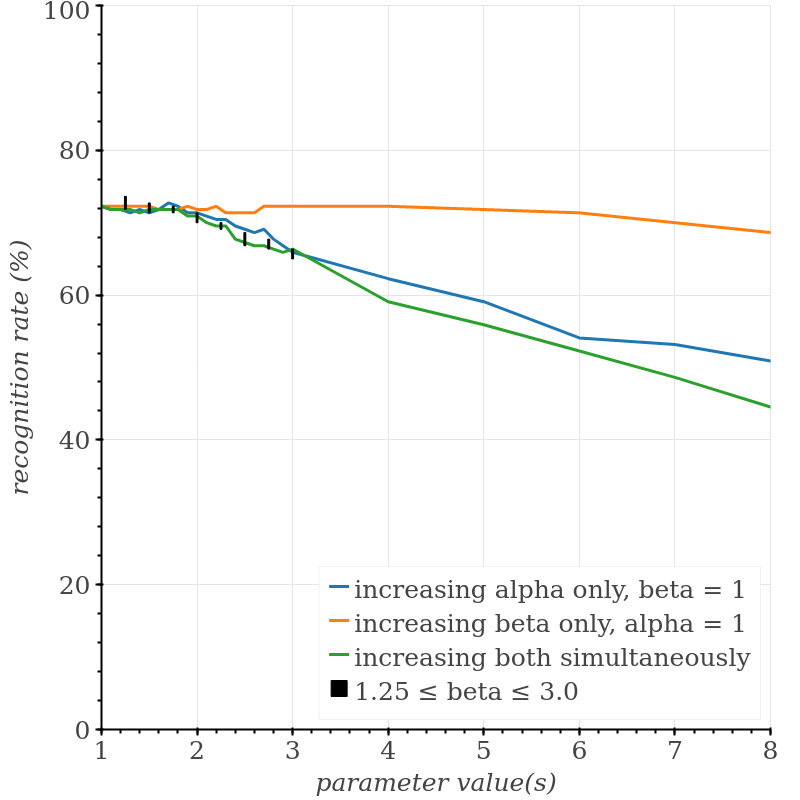 recognition rate (%)
100
80
60
40
20
0
increasing alpha only, beta = 1
increasing beta only, alpha = 1
increasing both simultaneously
1.25 ≤ beta ≤ 3.0
1 2 3 4 5 6 7 8
parameter value(s)